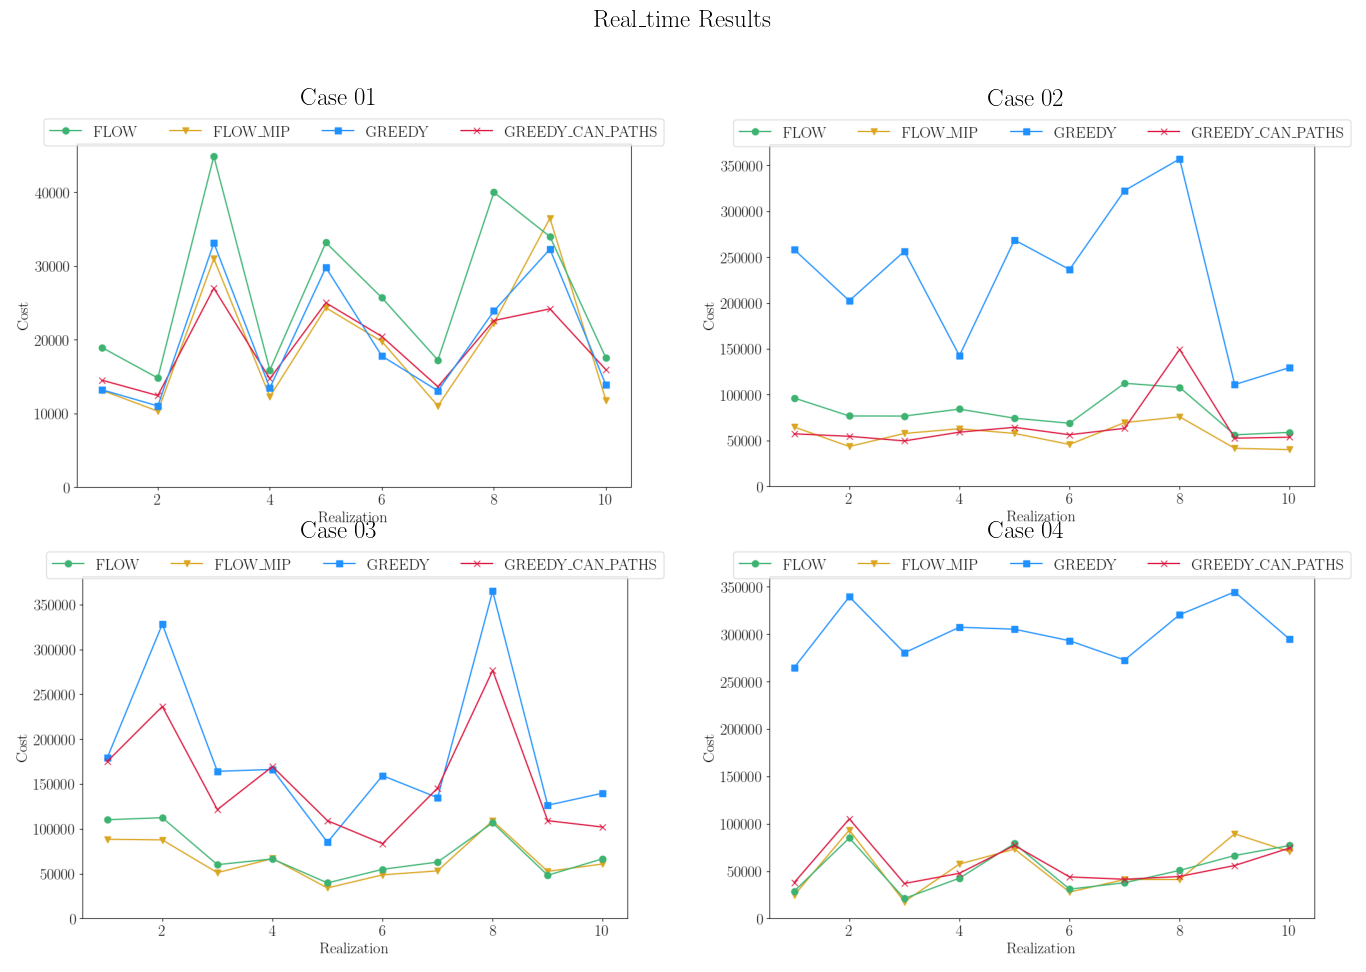 Real_time Results
Case 01
FLOW FLOW_MIP GREEDY GREEDY_CAN_PATHS
40000
30000
20000
10000
0
Cost
2 4 6 8 10
Realization
Case 02
FLOW FLOW_MIP GREEDY GREEDY_CAN_PATHS
350000
300000
250000
200000
150000
100000
50000
0
Cost
2 4 6 8 10
Realization
Case 03
FLOW FLOW_MIP GREEDY GREEDY_CAN_PATHS
350000
300000
250000
200000
150000
100000
50000
0
Cost
2 4 6 8 10
Realization
Case 04
FLOW FLOW_MIP GREEDY GREEDY_CAN_PATHS
350000
300000
250000
200000
150000
100000
50000
0
Cost
2 4 6 8 10
Realization